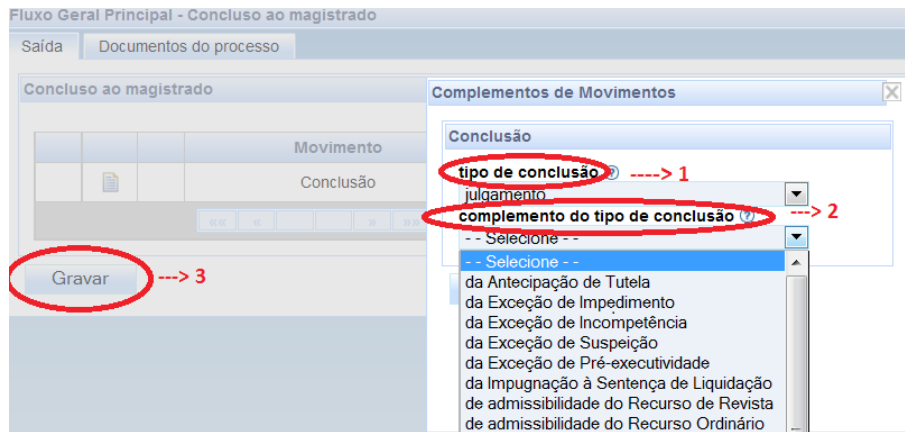 Fluxo Geral Principal - Concluso ao magistrado
Saída Documentos do processo
Concluso ao magistrado
Movimento
Conclusão
«« « » »»
Gravar ---> 3
Complementos de Movimentos X
Conclusão
tipo de conclusão ? ----> 1
julgamento
complemento do tipo de conclusão ? ---> 2
- - Selecione - -
- - Selecione - -
da Antecipação de Tutela
da Exceção de Impedimento
da Exceção de Incompetência
da Exceção de Suspeição
da Exceção de Pré-executividade
da Impugnação à Sentença de Liquidação
de admissibilidade do Recurso de Revista
de admissibilidade do Recurso Ordinário